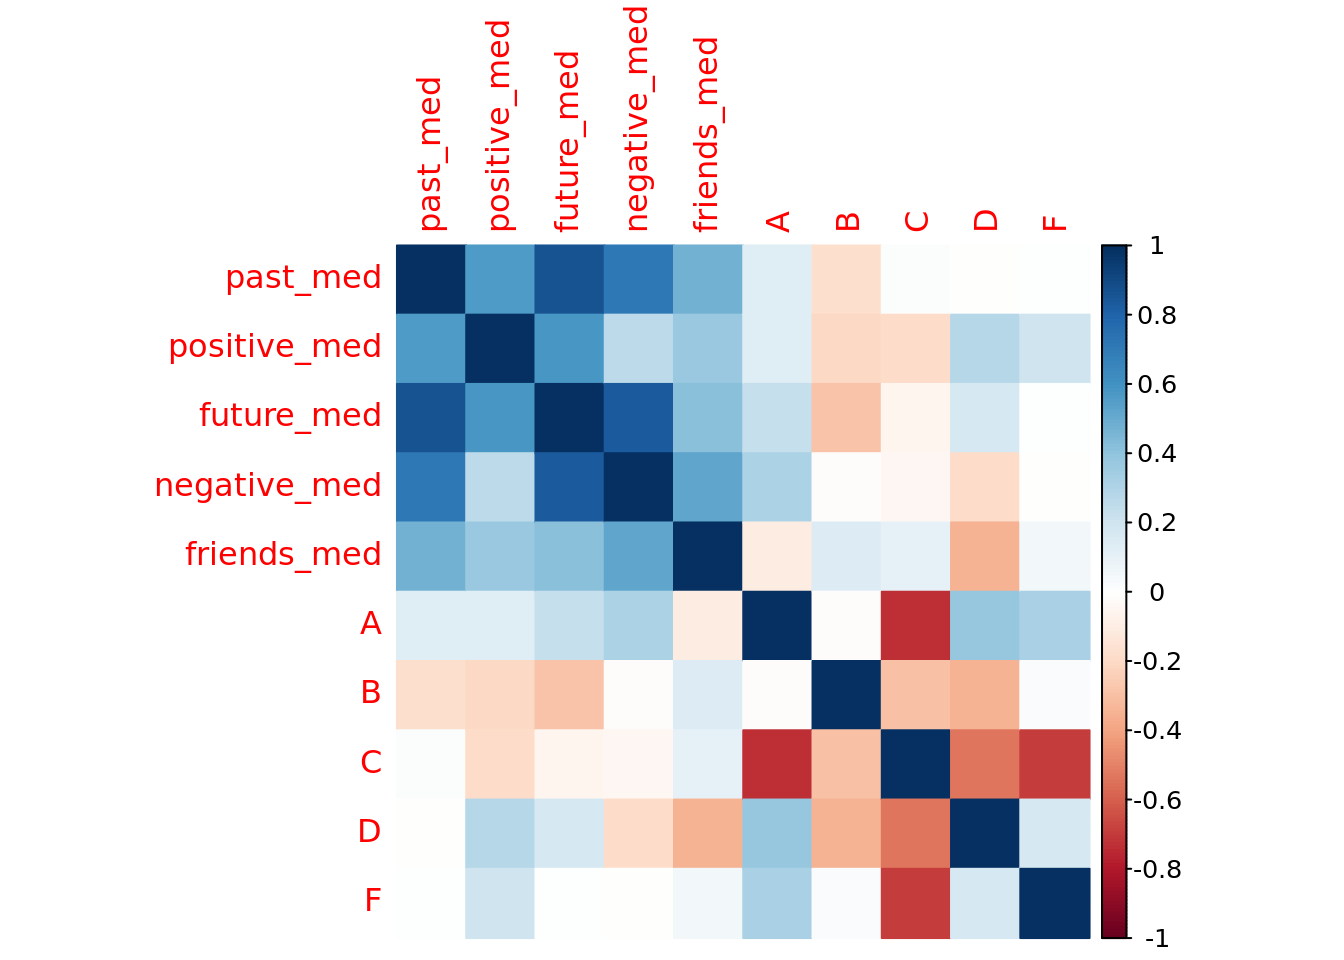 past_med
positive_med
future_med
negative_med
friends_med
A
B
C
D
F
past_med
positive_med
future_med
negative_med
friends_med
A
B
C
D
F
1
0.8
0.6
0.4
0.2
0
-0.2
-0.4
-0.6
-0.8
-1